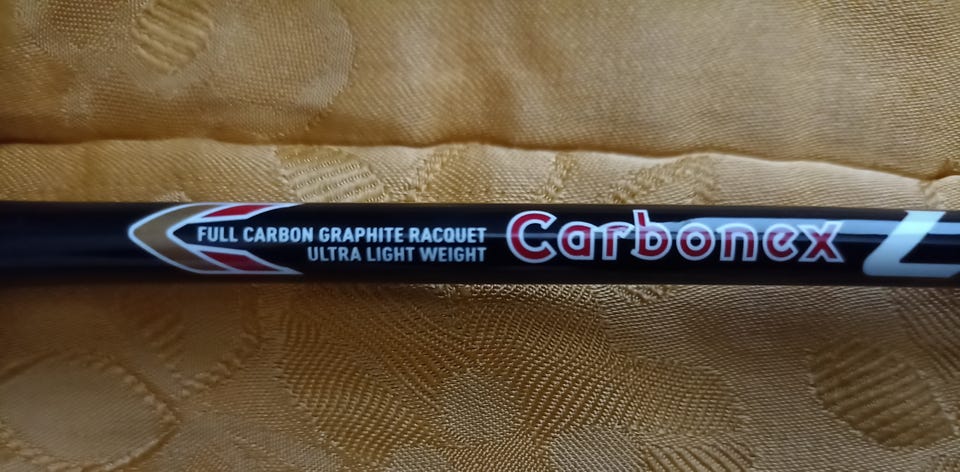 FULL CARBON GRAPHITE RACQUET
ULTRA LIGHT WEIGHT
Carbonex